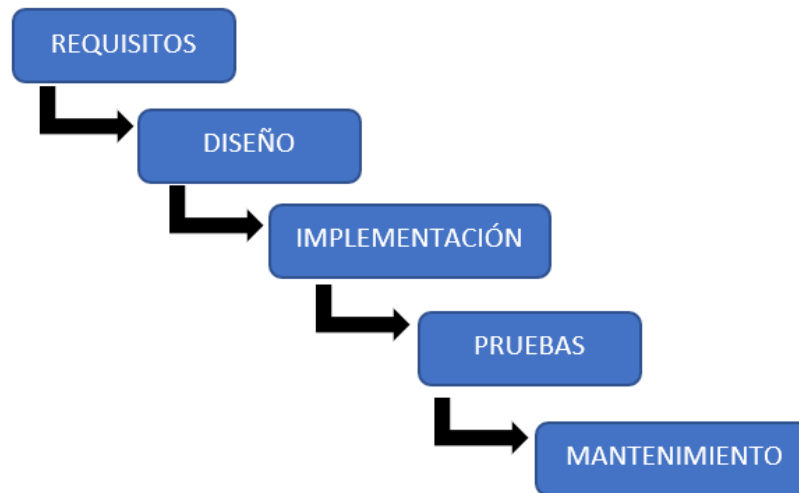 REQUISITOS
DISEÑO
IMPLEMENTACIÓN
PRUEBAS
MANTENIMIENTO